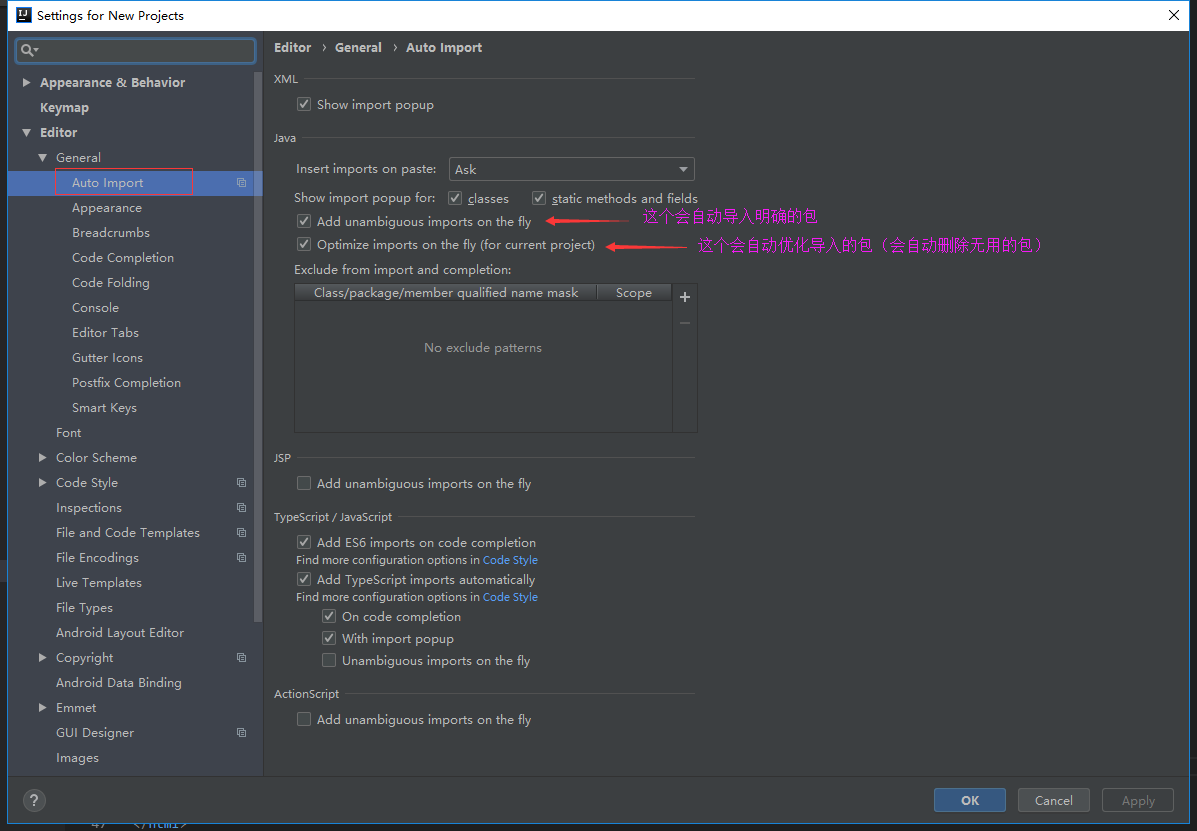 Settings for New Projects
Appearance & Behavior
Keymap
Editor
General
Auto Import
Appearance
Breadcrumbs
Code Completion
Code Folding
Console
Editor Tabs
Gutter Icons
Postfix Completion
Smart Keys
Font
Color Scheme
Code Style
Inspections
File and Code Templates
File Encodings
Live Templates
File Types
Android Layout Editor
Copyright
Android Data Binding
Emmet
GUI Designer
Images
Editor › General › Auto Import
XML
Show import popup
Java
Insert imports on paste: Ask
Show import popup for: classes static methods and fields
Add unambiguous imports on the fly 这个会自动导入明确的包
Optimize imports on the fly (for current project) 这个会自动优化导入的包（会自动删除无用的包）
Exclude from import and completion:
Class/package/member qualified name mask Scope
No exclude patterns
JSP
Add unambiguous imports on the fly
TypeScript / JavaScript
Add ES6 imports on code completion
Find more configuration options in Code Style
Add TypeScript imports automatically
Find more configuration options in Code Style
On code completion
With import popup
Unambiguous imports on the fly
ActionScript
Add unambiguous imports on the fly
? OK Cancel Apply